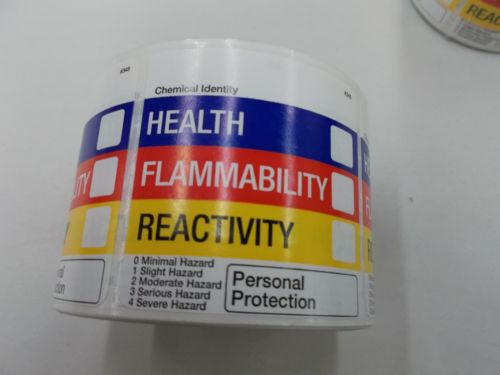 Chemical Identity
HEALTH
FLAMMABILITY
REACTIVITY
0 Minimal Hazard
1 Slight Hazard
2 Moderate Hazard
3 Serious Hazard
4 Severe Hazard
Personal
Protection